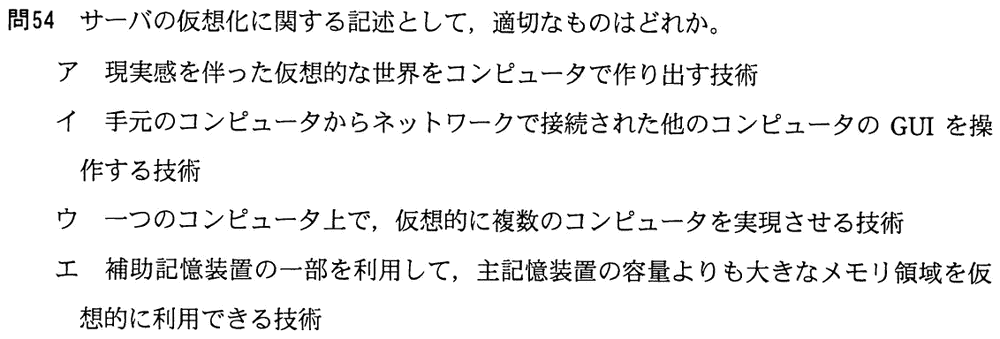 問54 サーバの仮想化に関する記述として，適切なものはどれか。
ア 現実感を伴った仮想的な世界をコンピュータで作り出す技術
イ 手元のコンピュータからネットワークで接続された他のコンピュータの GUI を操
作する技術
ウ 一つのコンピュータ上で，仮想的に複数のコンピュータを実現させる技術
エ 補助記憶装置の一部を利用して，主記憶装置の容量よりも大きなメモリ領域を仮
想的に利用できる技術